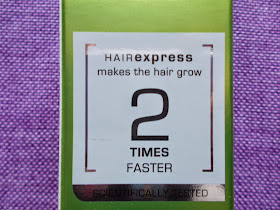 HAIRexpress
makes the hair grow
2
TIMES
FASTER
SCIENTIFICALLY TESTED